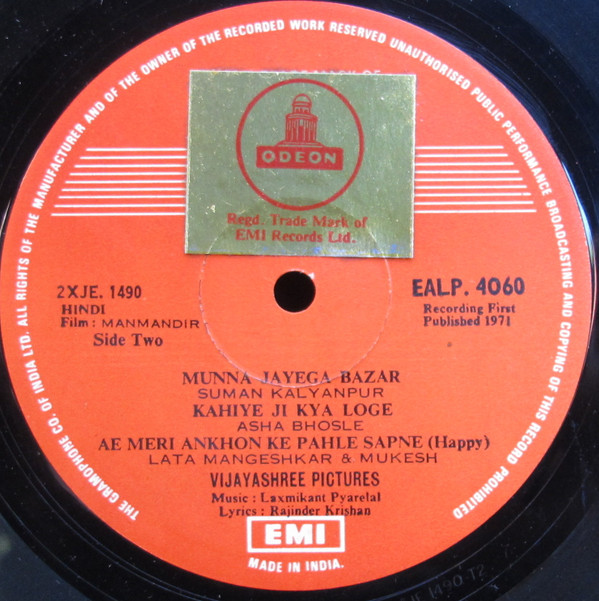 THE GRAMOPHONE CO. OF INDIA LTD. ALL RIGHTS OF THE MANUFACTURER AND OF THE OWNER OF THE RECORDED WORK RESERVED UNAUTHORISED PUBLIC PERFORMANCE BROADCASTING AND COPYING OF THIS RECORD PROHIBITED
ODEON
Regd. Trade Mark of
EMI Records Ltd.
2XJE. 1490
EALP. 4060
HINDI
Recording First
Film : MANMANDIR
Published 1971
Side Two
MUNNA JAYEGA BAZAR
SUMAN KALYANPUR
KAHIYE JI KYA LOGE
ASHA BHOSLE
AE MERI ANKHON KE PAHLE SAPNE (Happy)
LATA MANGESHKAR & MUKESH
VIJAYASHREE PICTURES
Music : Laxmikant Pyarelal
Lyrics : Rajinder Krishan
EMI
MADE IN INDIA.